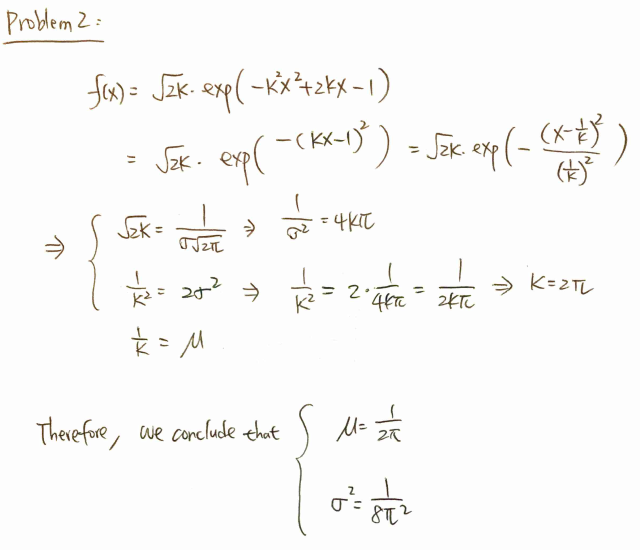 Problem 2:
f(x) = √2K · exp(−K²x²+2Kx−1)
= √2K · exp(−(Kx−1)²) = √2K · exp(− (x−1/K)² / (1/K)²)
⇒ { √2K = 1/(σ√2π) ⇒ 1/σ² = 4Kπ
1/K² = 2σ² ⇒ 1/K² = 2 · 1/(4Kπ) = 1/(2Kπ) ⇒ K = 2π
1/K = μ
Therefore, we conclude that { μ = 1/(2π)
σ² = 1/(8π²)